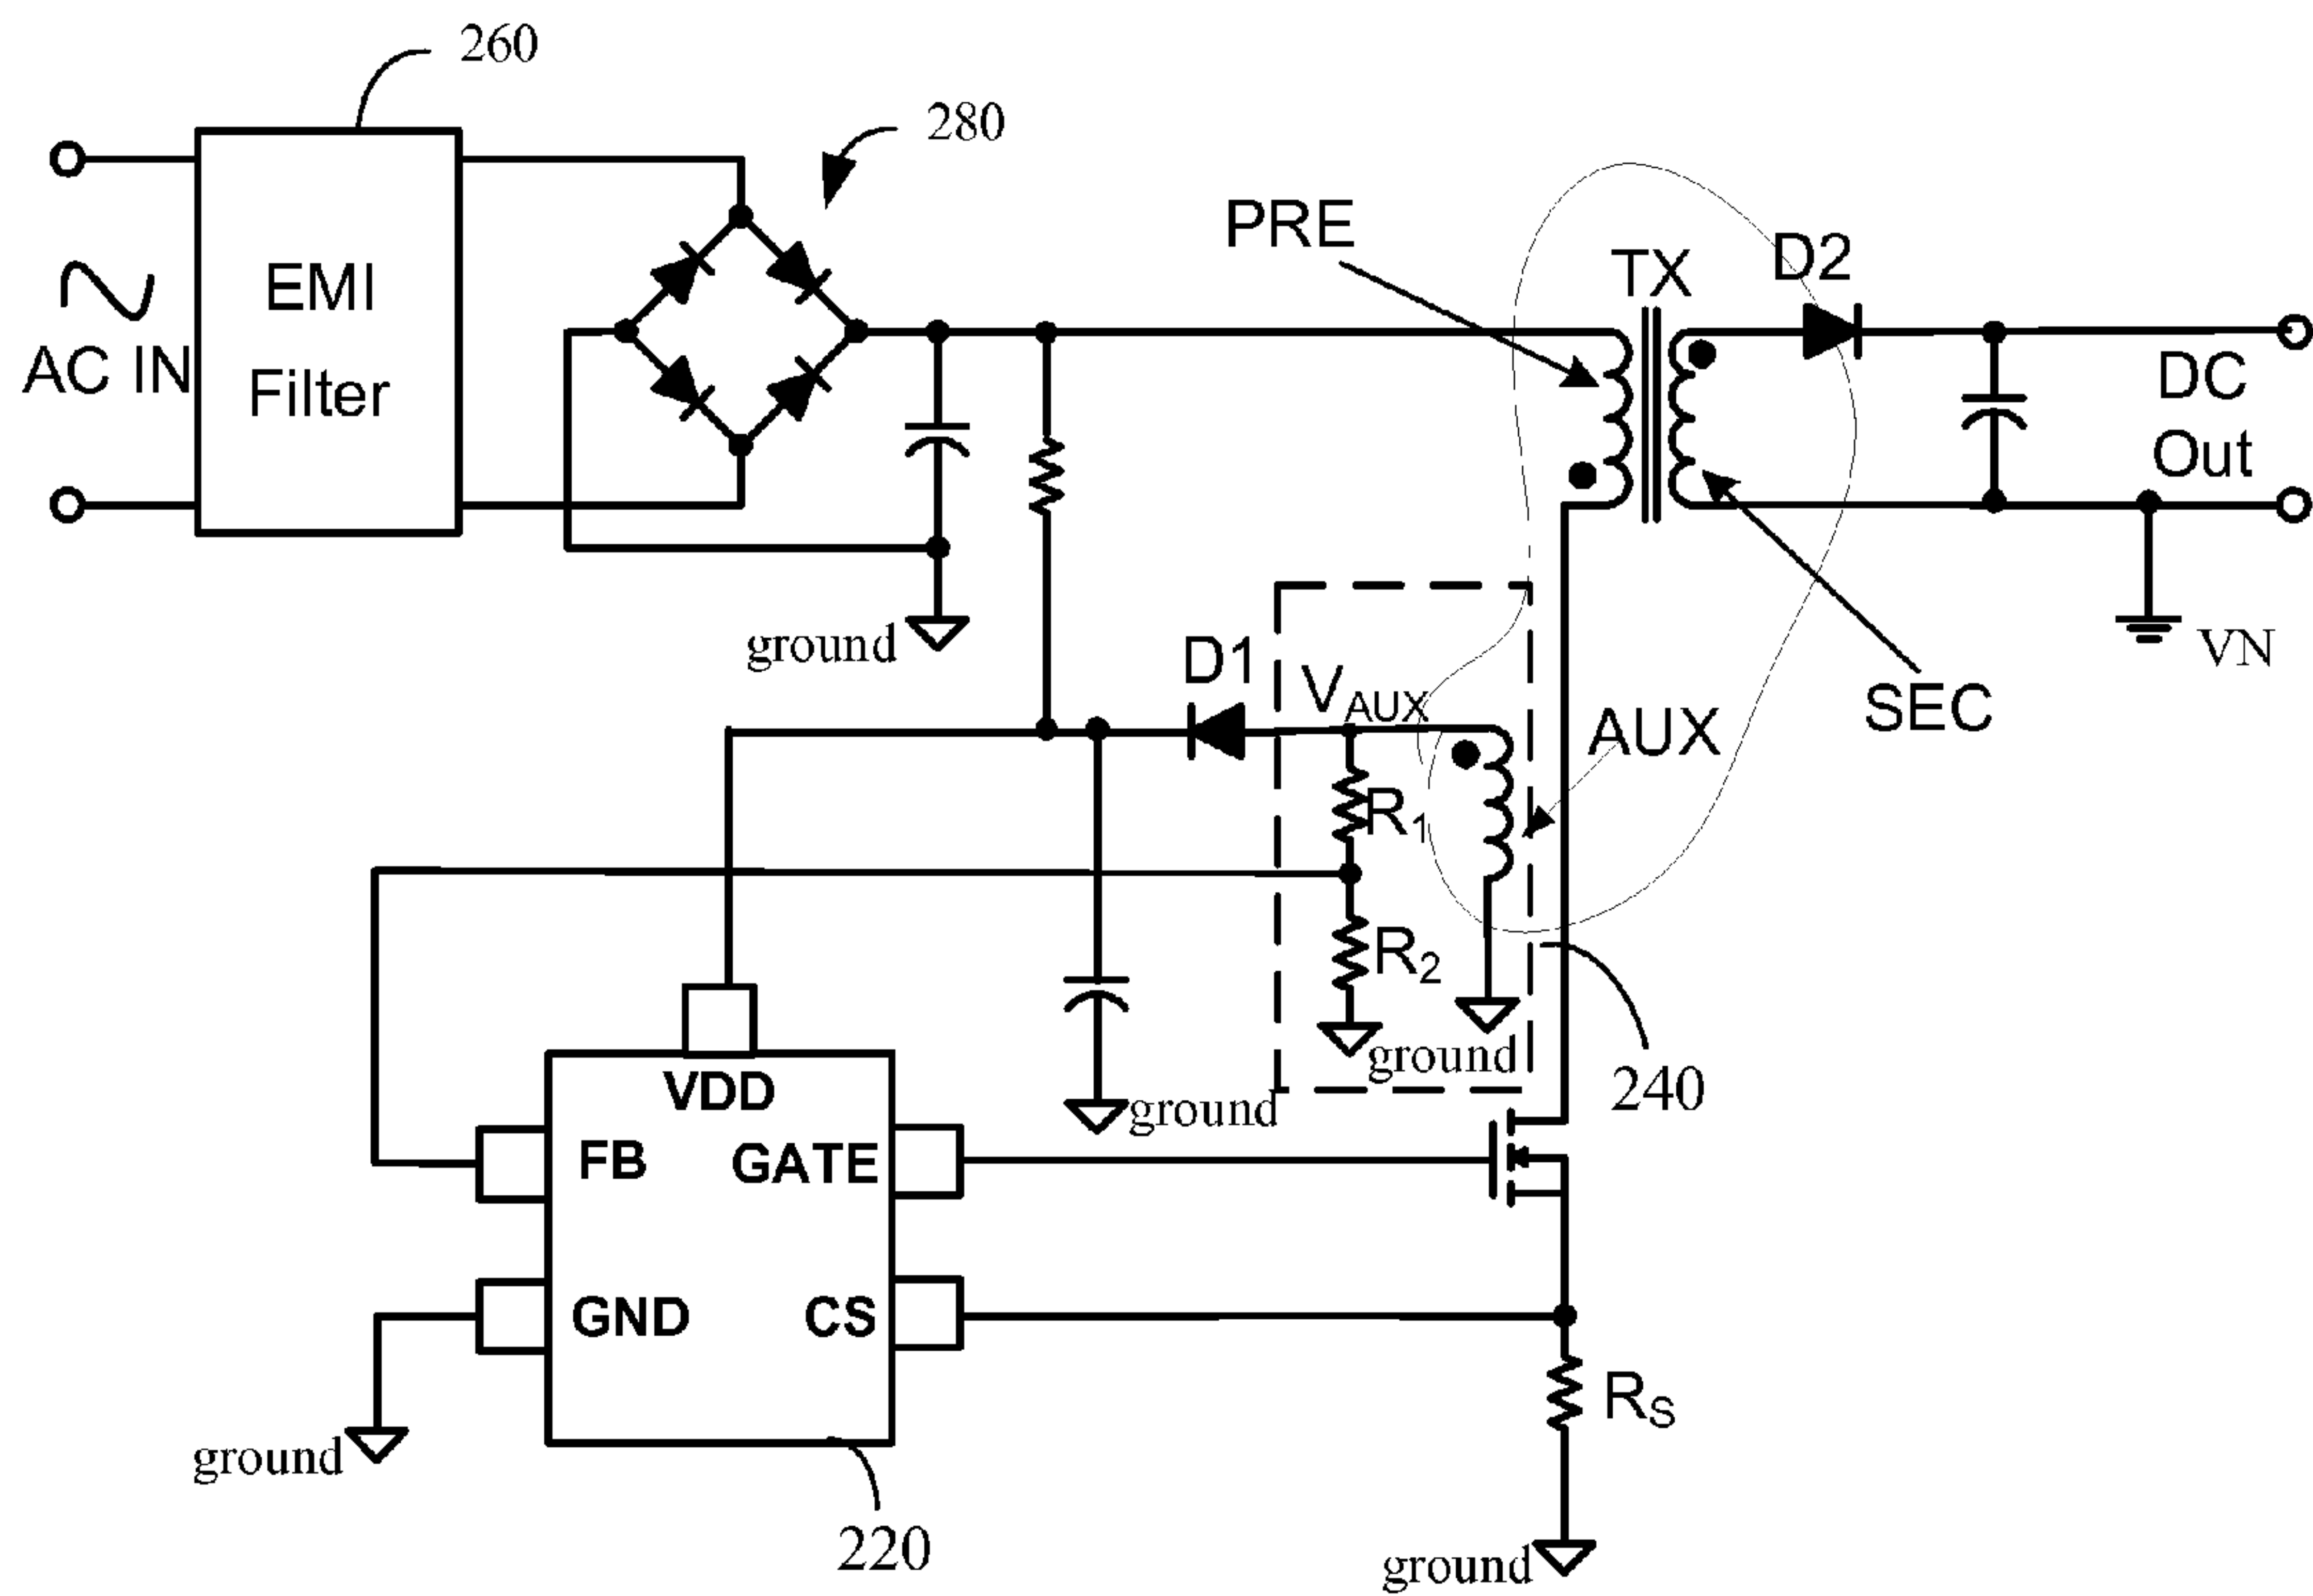 260
280
PRE
TX
D2
EMI
Filter
AC IN
DC
Out
ground
VN
D1
VAUX
SEC
AUX
R1
R2
ground
240
ground
VDD
FB
GATE
GND
CS
RS
ground
220
ground